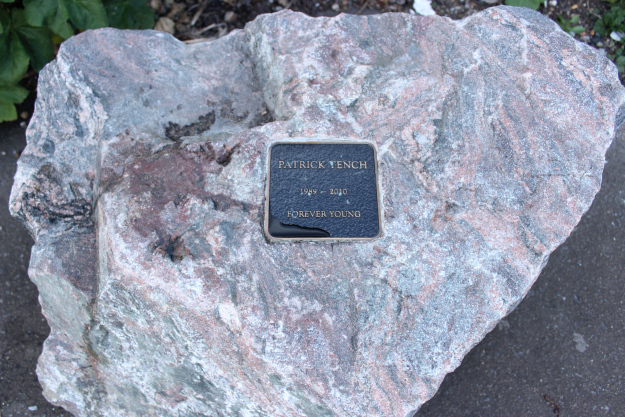 PATRICK TENCH
1989 - 2010
FOREVER YOUNG